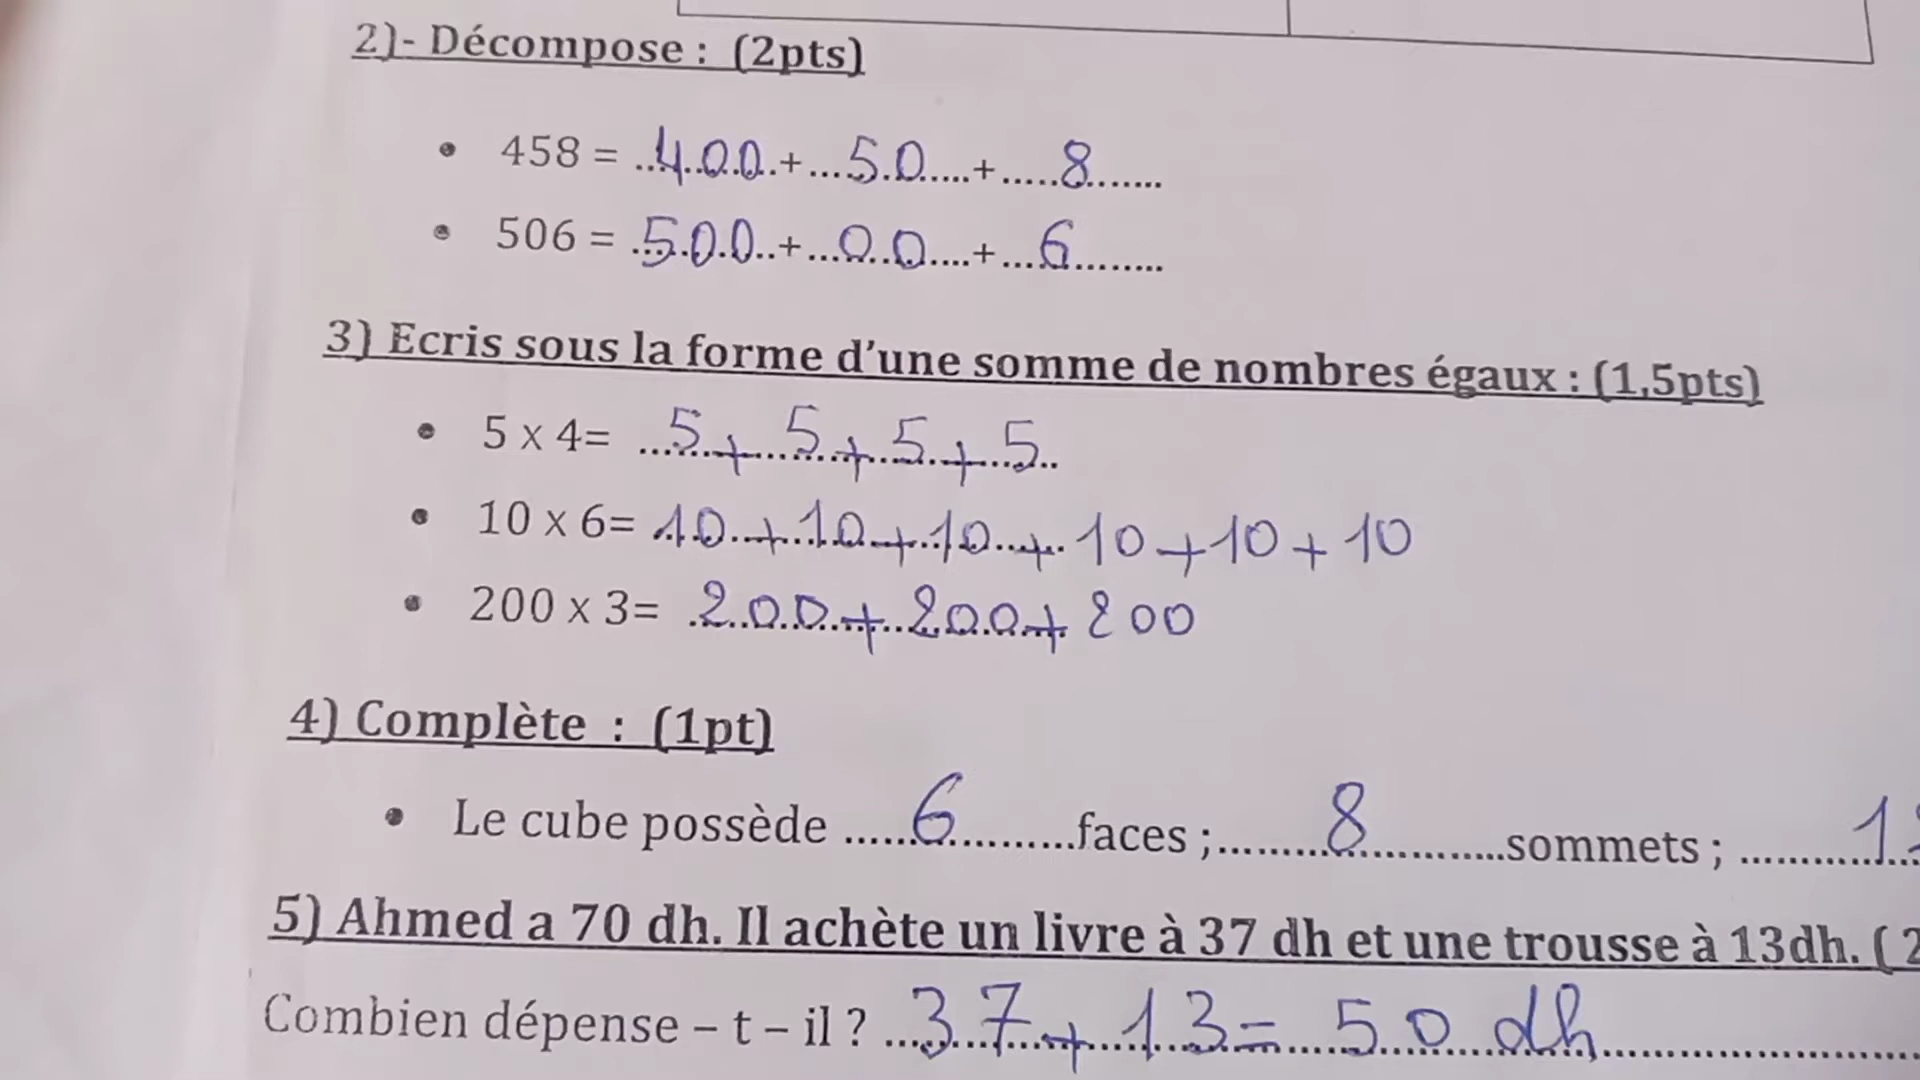 2)- Décompose : (2pts)
• 458 = ..400.+...50.....+.....8.......
• 506 = .500..+...00....+...6........
3) Ecris sous la forme d'une somme de nombres égaux : (1,5pts)
• 5 x 4= ...5+5+5+5..
• 10 x 6= 10+10+10+10+10+10
• 200 x 3= 200+200+200
4) Complète : (1pt)
• Le cube possède .....6.........faces ;..........8............sommets ; ............
5) Ahmed a 70 dh. Il achète un livre à 37 dh et une trousse à 13dh. ( 2
Combien dépense – t – il ? ...37+13=50 dh......................